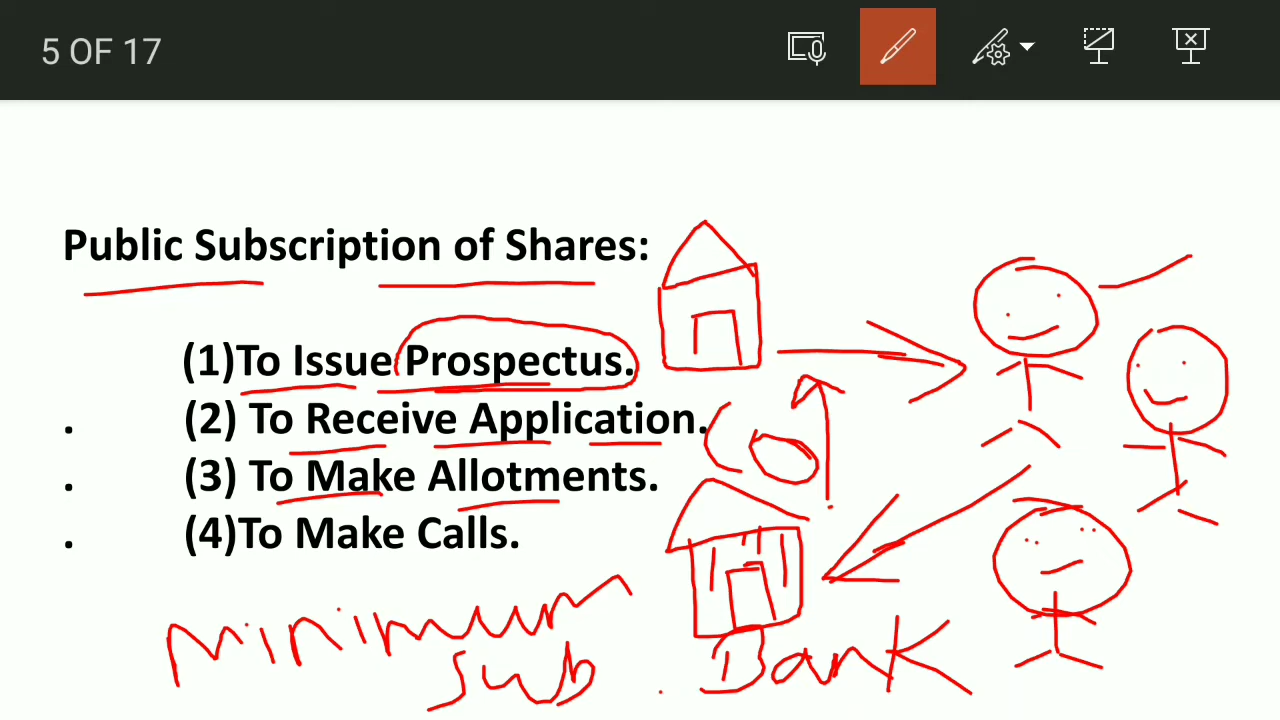 5 OF 17
Public Subscription of Shares:
(1)To Issue Prospectus.
. (2) To Receive Application.
. (3) To Make Allotments.
. (4)To Make Calls.
Co
minimum
sub. Bank